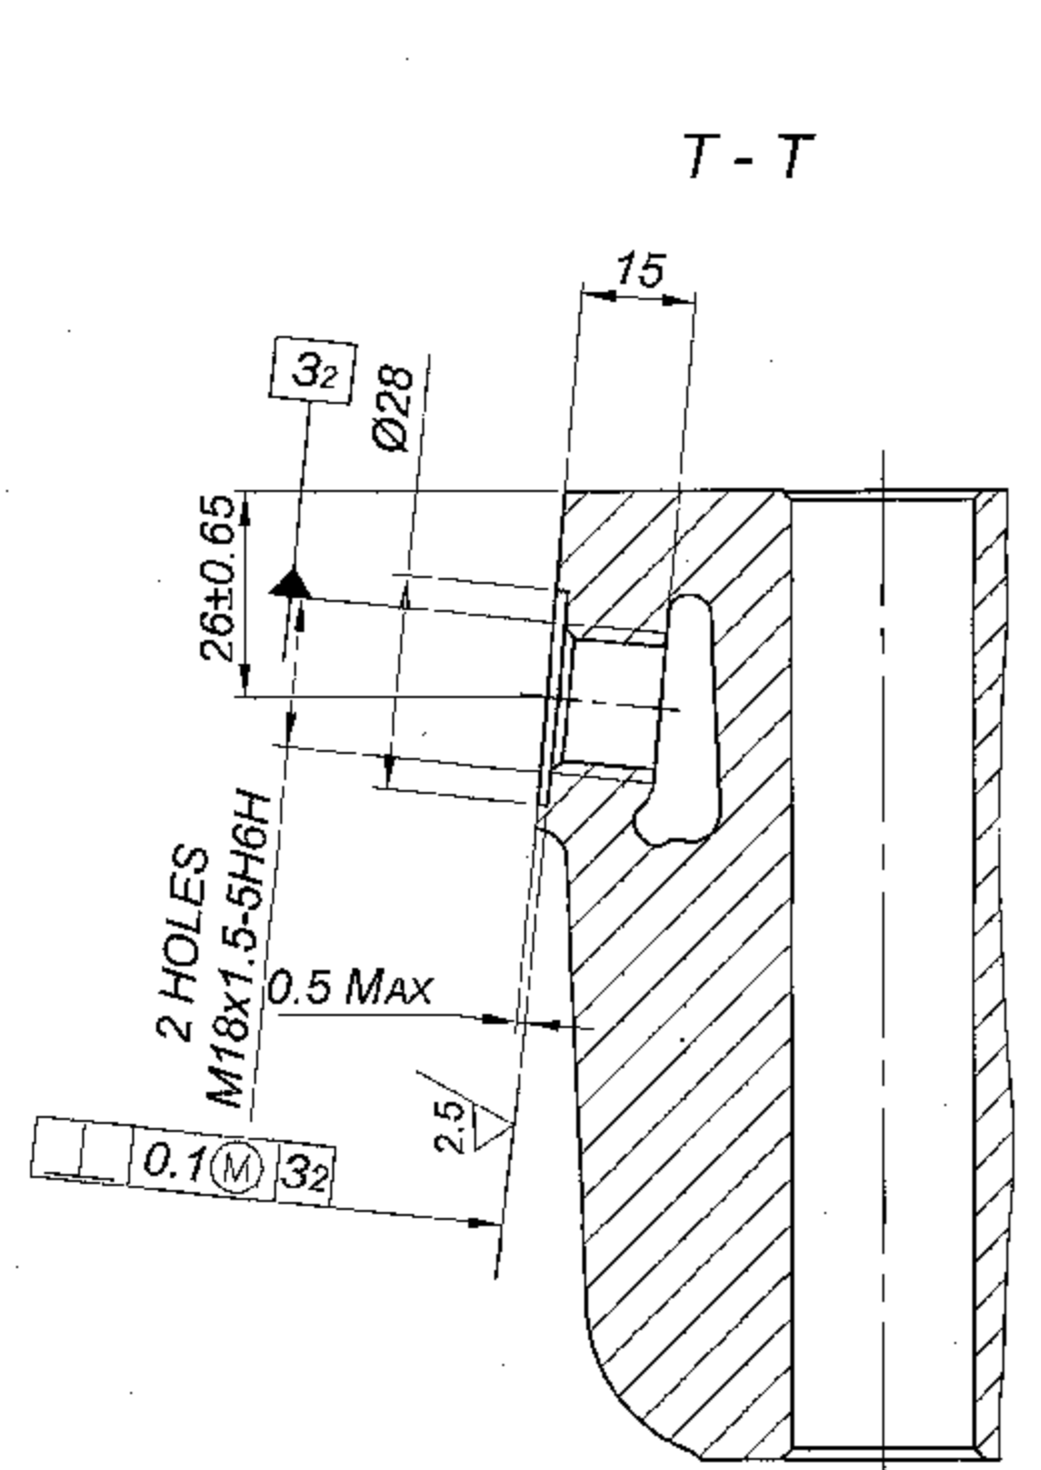 T - T
15
32
Ø28
26±0.65
2 HOLES
M18x1.5-5H6H
0.5 MAX
2.5
0.1 Ⓜ 32